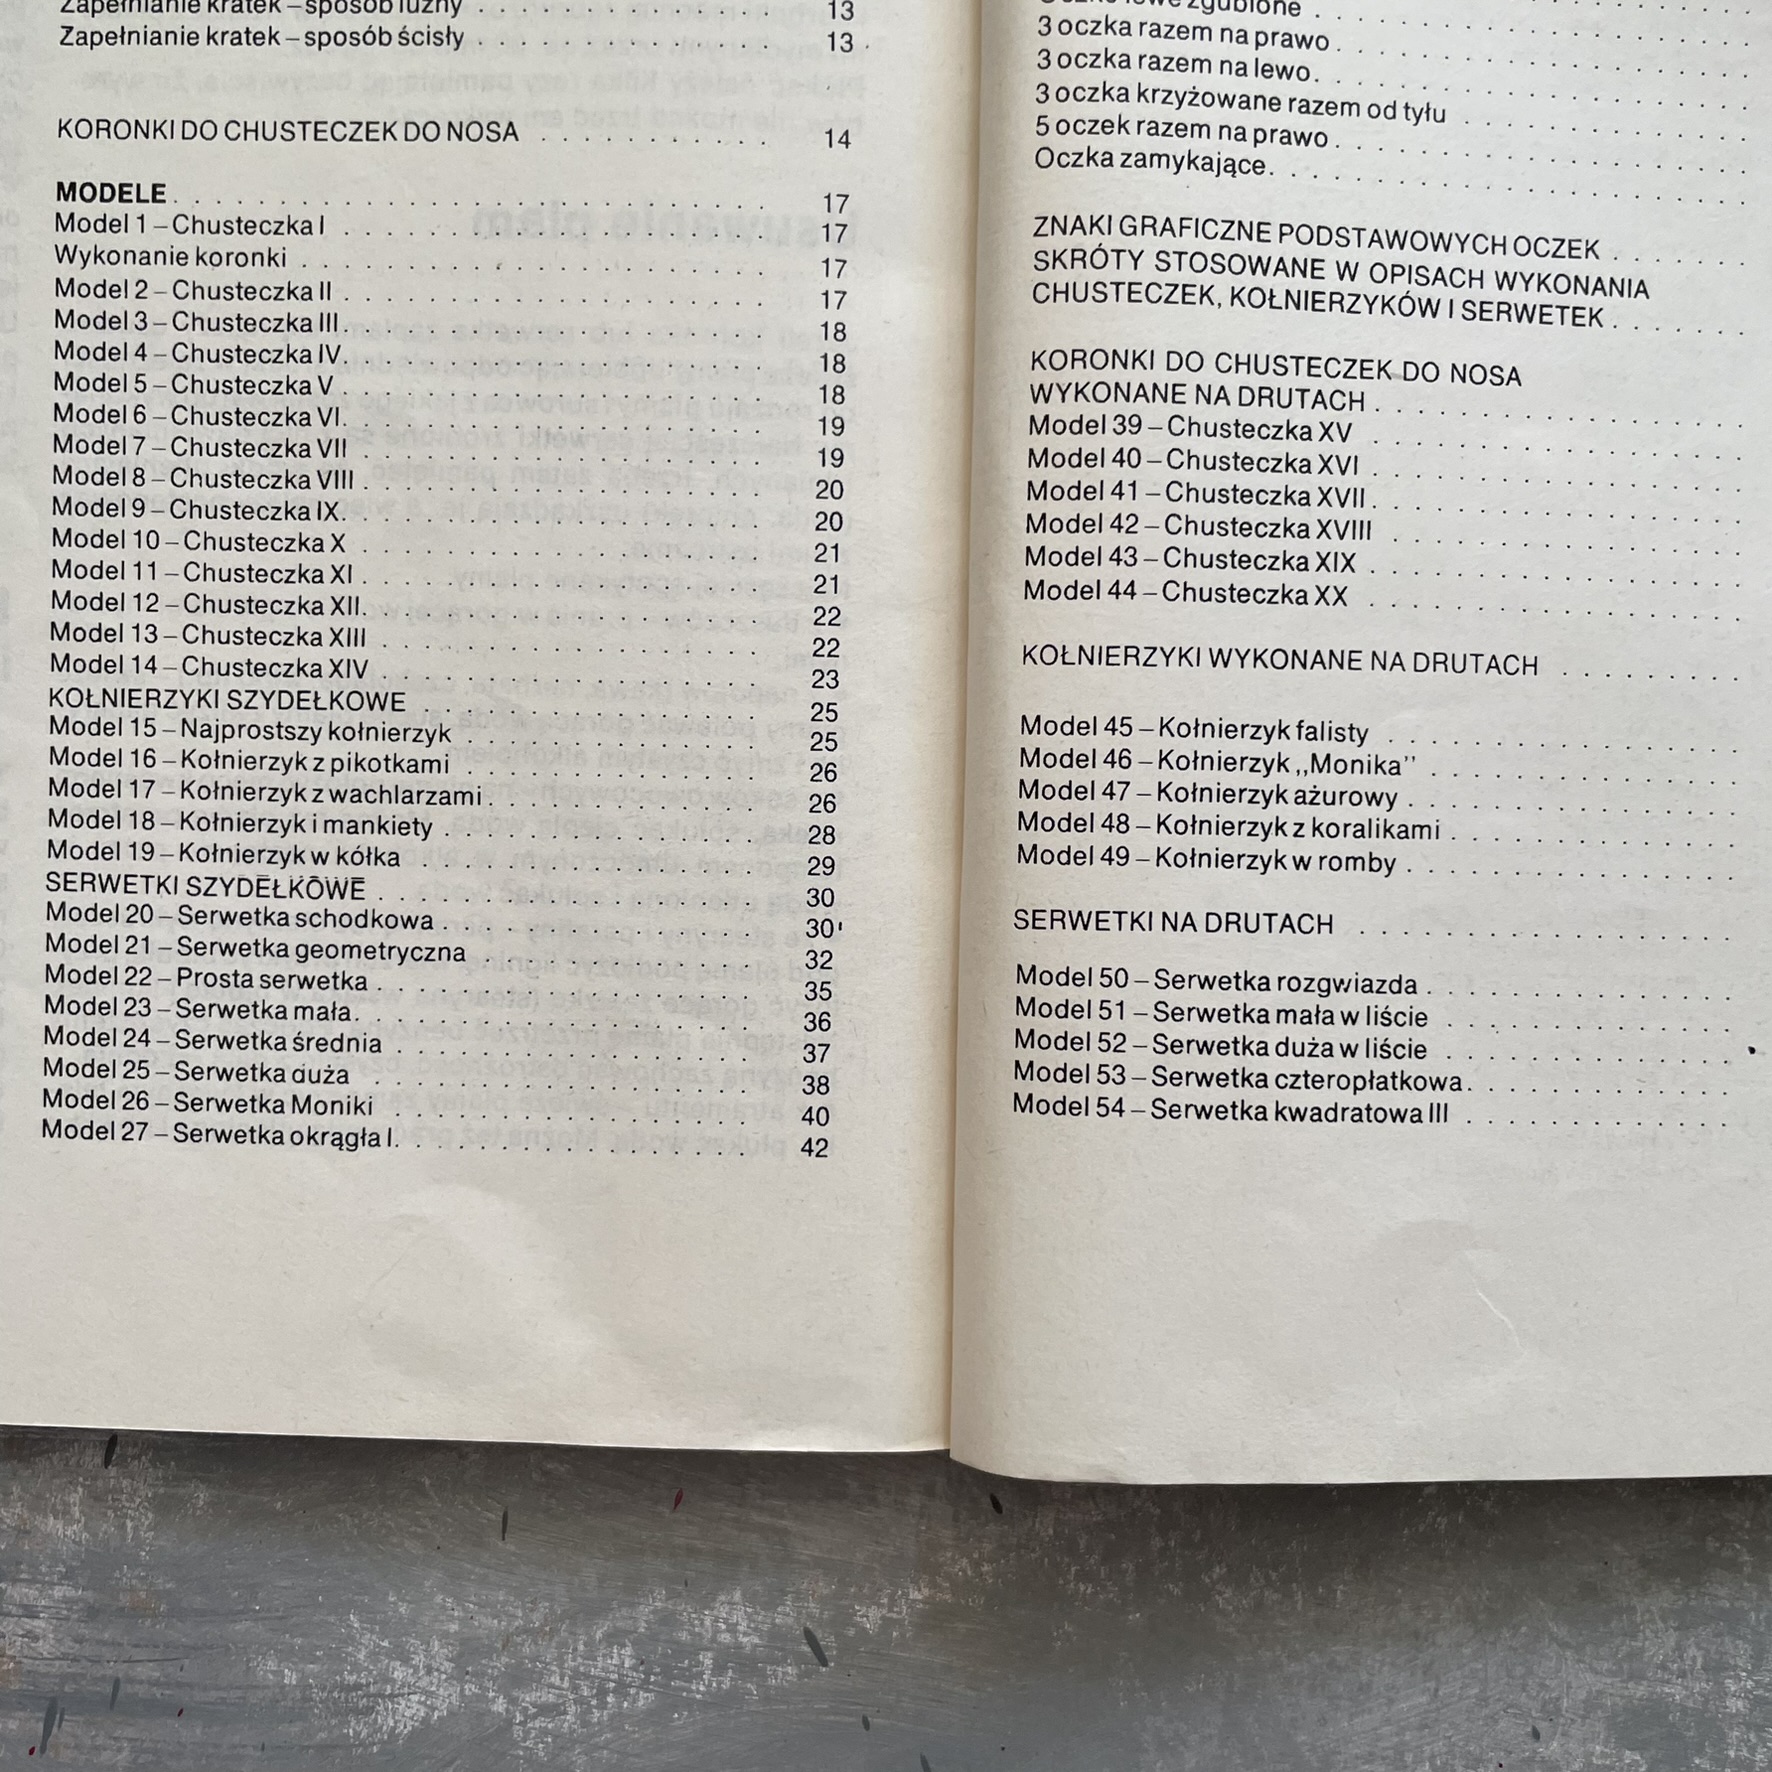 Zapełnianie kratek – sposób luźny . . . . . . . . . . . . . . 13
Zapełnianie kratek – sposób ścisły . . . . . . . . . . . . . . 13
KORONKI DO CHUSTECZEK DO NOSA . . . . . . . . . . . 14
MODELE . . . . . . . . . . . . . . . . . . . . 17
Model 1 – Chusteczka I . . . . . . . . . . . . . . . 17
Wykonanie koronki . . . . . . . . . . . . . . . . 17
Model 2 – Chusteczka II . . . . . . . . . . . . . . . 17
Model 3 – Chusteczka III . . . . . . . . . . . . . . . 18
Model 4 – Chusteczka IV . . . . . . . . . . . . . . . 18
Model 5 – Chusteczka V . . . . . . . . . . . . . . . 18
Model 6 – Chusteczka VI . . . . . . . . . . . . . . . 19
Model 7 – Chusteczka VII . . . . . . . . . . . . . . . 19
Model 8 – Chusteczka VIII . . . . . . . . . . . . . . 20
Model 9 – Chusteczka IX . . . . . . . . . . . . . . . 20
Model 10 – Chusteczka X . . . . . . . . . . . . . . 21
Model 11 – Chusteczka XI . . . . . . . . . . . . . . 21
Model 12 – Chusteczka XII . . . . . . . . . . . . . . 22
Model 13 – Chusteczka XIII . . . . . . . . . . . . . . 22
Model 14 – Chusteczka XIV . . . . . . . . . . . . . . 23
KOŁNIERZYKI SZYDEŁKOWE . . . . . . . . . . . . . 25
Model 15 – Najprostszy kołnierzyk . . . . . . . . . . . . 25
Model 16 – Kołnierzyk z pikotkami . . . . . . . . . . . . 26
Model 17 – Kołnierzyk z wachlarzami . . . . . . . . . . . 26
Model 18 – Kołnierzyk i mankiety . . . . . . . . . . . . 28
Model 19 – Kołnierzyk w kółka . . . . . . . . . . . . . 29
SERWETKI SZYDEŁKOWE . . . . . . . . . . . . . . 30
Model 20 – Serwetka schodkowa . . . . . . . . . . . . 30
Model 21 – Serwetka geometryczna . . . . . . . . . . . 32
Model 22 – Prosta serwetka . . . . . . . . . . . . . . 35
Model 23 – Serwetka mała . . . . . . . . . . . . . . 36
Model 24 – Serwetka średnia . . . . . . . . . . . . . 37
Model 25 – Serwetka duża . . . . . . . . . . . . . . 38
Model 26 – Serwetka Moniki . . . . . . . . . . . . . 40
Model 27 – Serwetka okrągła I . . . . . . . . . . . . . 42
zgubione . . . . . . . . . . . . . .
3 oczka razem na prawo . . . . . . . . . . . . . .
3 oczka razem na lewo . . . . . . . . . . . . . .
3 oczka krzyżowane razem od tyłu . . . . . . . . . .
5 oczek razem na prawo . . . . . . . . . . . . . .
Oczka zamykające . . . . . . . . . . . . . . . .
ZNAKI GRAFICZNE PODSTAWOWYCH OCZEK . . . . .
SKRÓTY STOSOWANE W OPISACH WYKONANIA
CHUSTECZEK, KOŁNIERZYKÓW I SERWETEK . . . . .
KORONKI DO CHUSTECZEK DO NOSA
WYKONANE NA DRUTACH . . . . . . . . . . . . .
Model 39 – Chusteczka XV . . . . . . . . . . . . .
Model 40 – Chusteczka XVI . . . . . . . . . . . . .
Model 41 – Chusteczka XVII . . . . . . . . . . . . .
Model 42 – Chusteczka XVIII . . . . . . . . . . . .
Model 43 – Chusteczka XIX . . . . . . . . . . . . .
Model 44 – Chusteczka XX . . . . . . . . . . . . .
KOŁNIERZYKI WYKONANE NA DRUTACH . . . . . . .
Model 45 – Kołnierzyk falisty . . . . . . . . . . . . .
Model 46 – Kołnierzyk „Monika” . . . . . . . . . . .
Model 47 – Kołnierzyk ażurowy . . . . . . . . . . . .
Model 48 – Kołnierzyk z koralikami . . . . . . . . . .
Model 49 – Kołnierzyk w romby . . . . . . . . . . . .
SERWETKI NA DRUTACH . . . . . . . . . . . . . .
Model 50 – Serwetka rozgwiazda . . . . . . . . . . .
Model 51 – Serwetka mała w liście . . . . . . . . . .
Model 52 – Serwetka duża w liście . . . . . . . . . .
Model 53 – Serwetka czteropłatkowa . . . . . . . . .
Model 54 – Serwetka kwadratowa III . . . . . . . . .